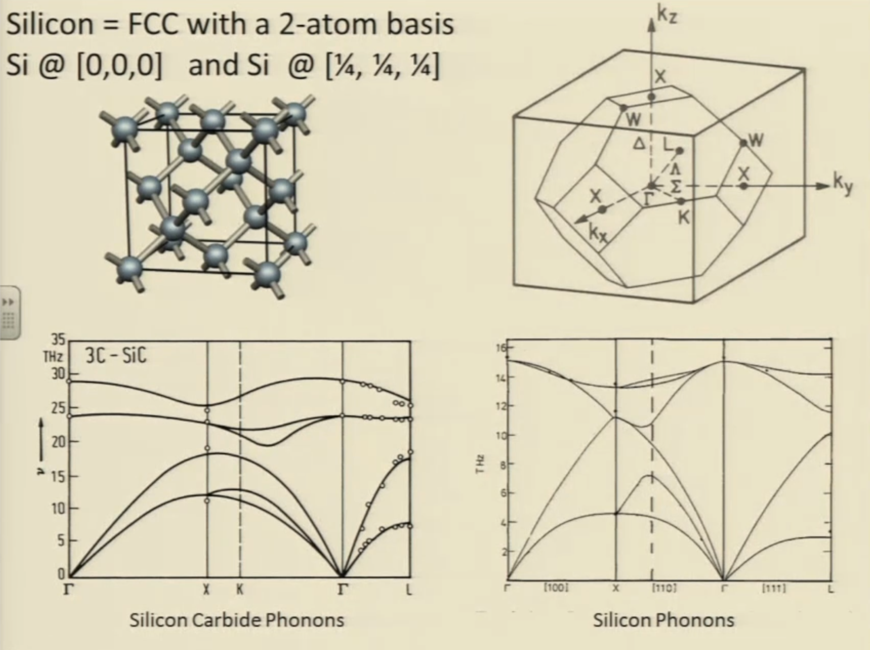 Silicon = FCC with a 2-atom basis
Si @ [0,0,0] and Si @ [¼, ¼, ¼]
kz
X
W
Δ
L
W
Λ
Σ
X
X
Γ
K
ky
kx
35
THz
30
25
20
15
10
5
0
ν
3C - SiC
Γ
X
K
Γ
L
Silicon Carbide Phonons
16
14
12
10
8
6
4
2
THz
Γ
[100]
X
[110]
Γ
[111]
L
Silicon Phonons